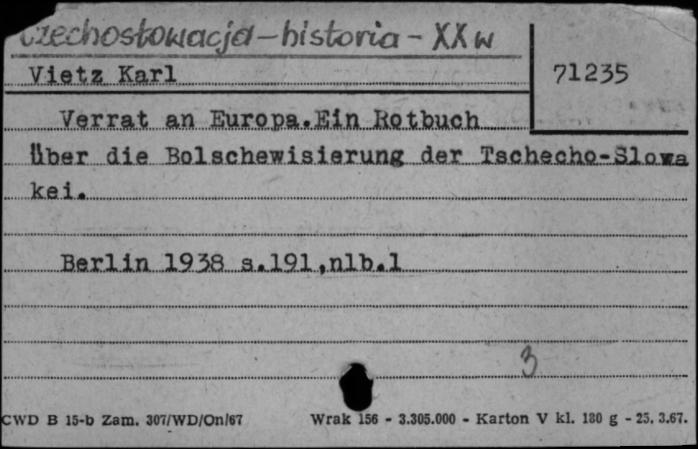 Czechosłowacja - historia - XX w
Vietz Karl
71235
Verrat an Europa.Ein Rotbuch
Über die Bolschewisierung der Tschecho-Slowa
kei.
Berlin 1938 s.191,nlb.1
3
CWD B 15-b Zam. 307/WD/On/67 Wrak 156 - 3.305.000 - Karton V kl. 180 g - 25. 3.67.